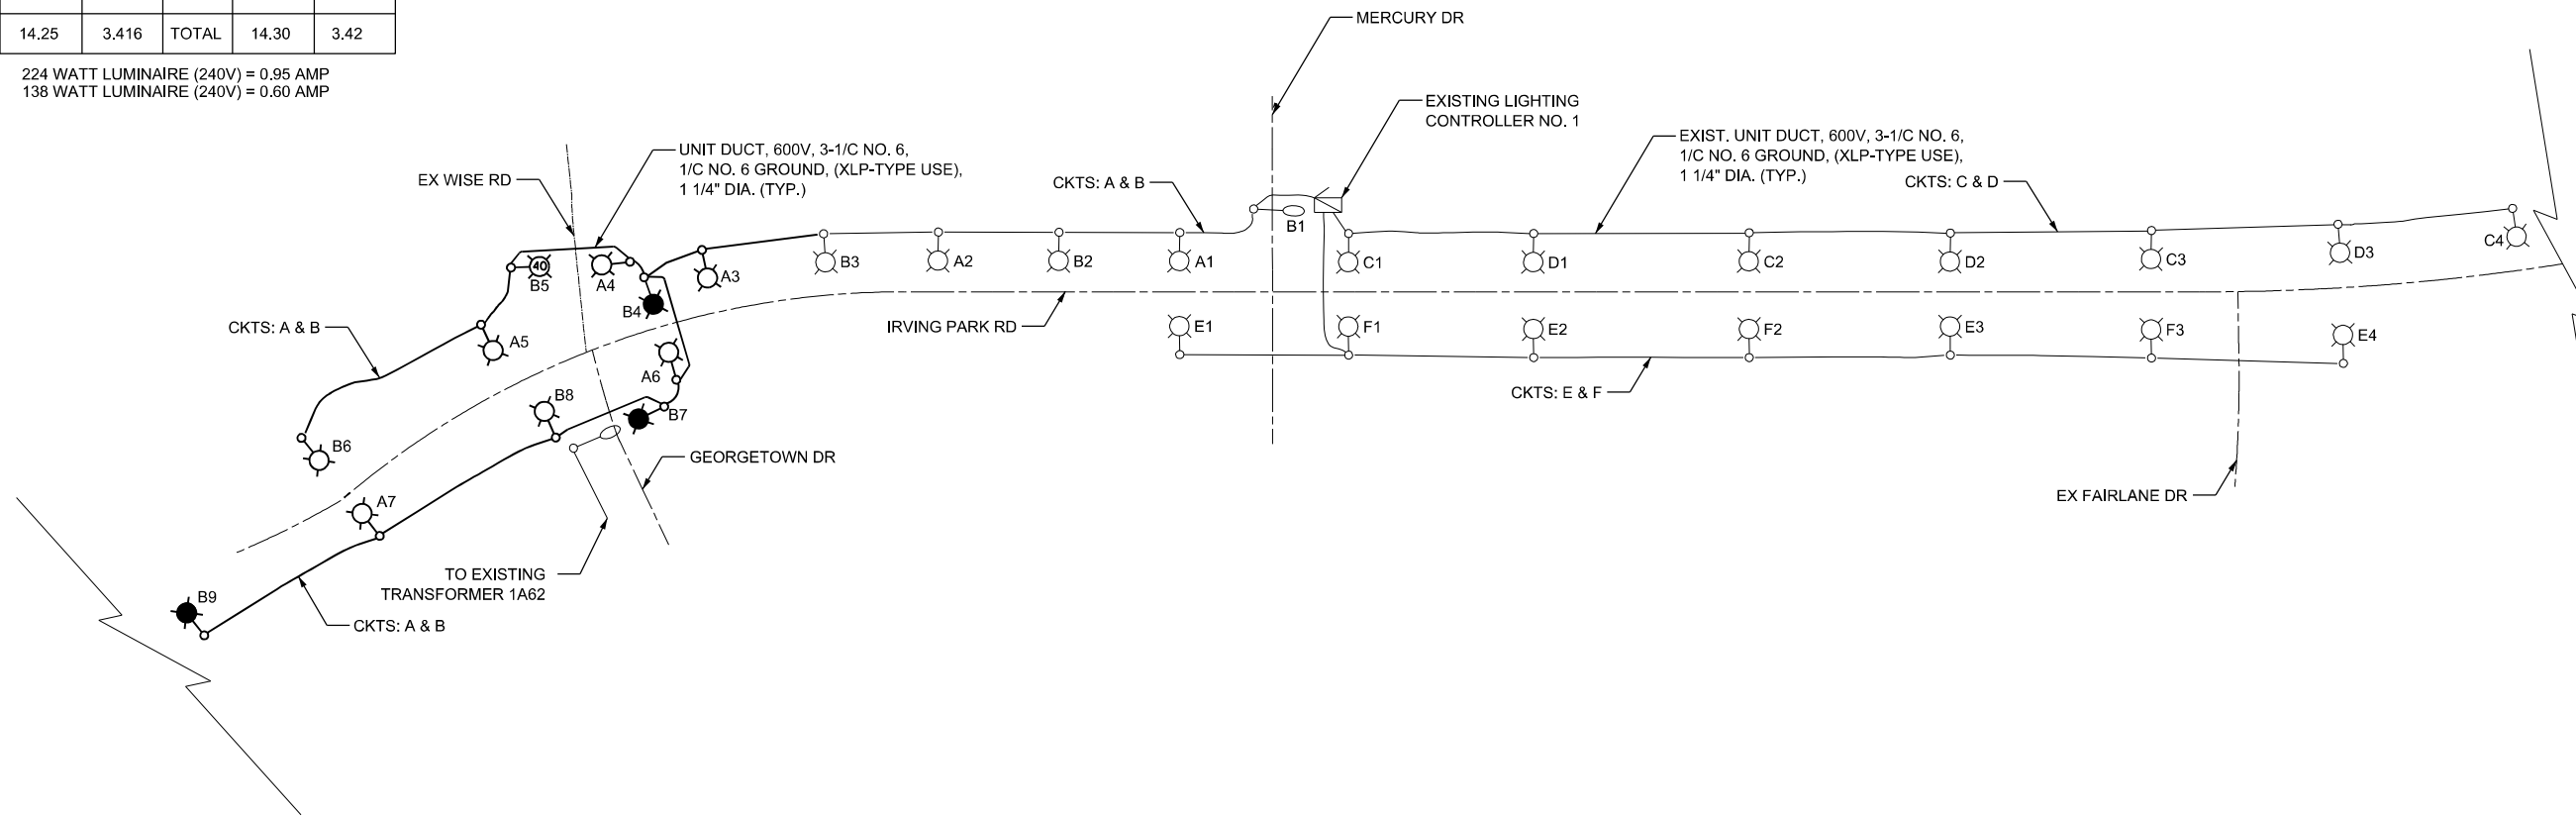 14.25 3.416 TOTAL 14.30 3.42
224 WATT LUMINAIRE (240V) = 0.95 AMP
138 WATT LUMINAIRE (240V) = 0.60 AMP
MERCURY DR
EXISTING LIGHTING
CONTROLLER NO. 1
UNIT DUCT, 600V, 3-1/C NO. 6,
1/C NO. 6 GROUND, (XLP-TYPE USE),
1 1/4" DIA. (TYP.)
EX WISE RD
CKTS: A & B
EXIST. UNIT DUCT, 600V, 3-1/C NO. 6,
1/C NO. 6 GROUND, (XLP-TYPE USE),
1 1/4" DIA. (TYP.)
CKTS: C & D
B1
40
B5
A4
A3
B4
B3
A2
B2
A1
C1
D1
C2
D2
C3
D3
C4
CKTS: A & B
A5
IRVING PARK RD
E1
F1
E2
F2
E3
F3
E4
A6
B8
B7
CKTS: E & F
B6
GEORGETOWN DR
A7
EX FAIRLANE DR
TO EXISTING
TRANSFORMER 1A62
B9
CKTS: A & B